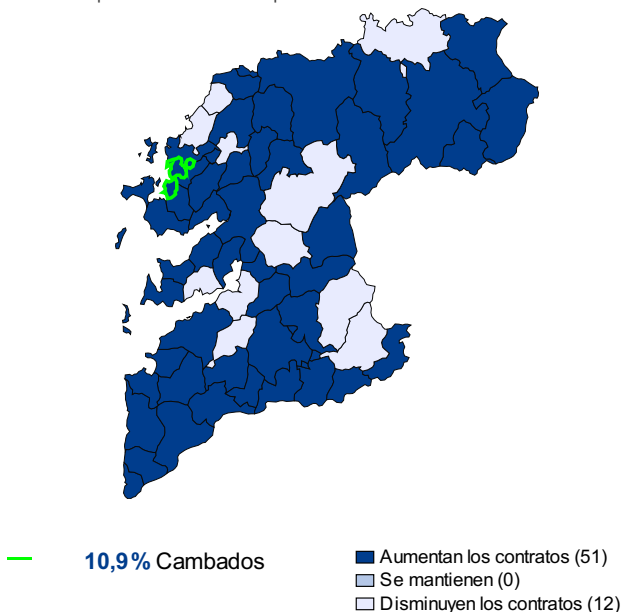 10,9% Cambados
Aumentan los contratos (51)
Se mantienen (0)
Disminuyen los contratos (12)